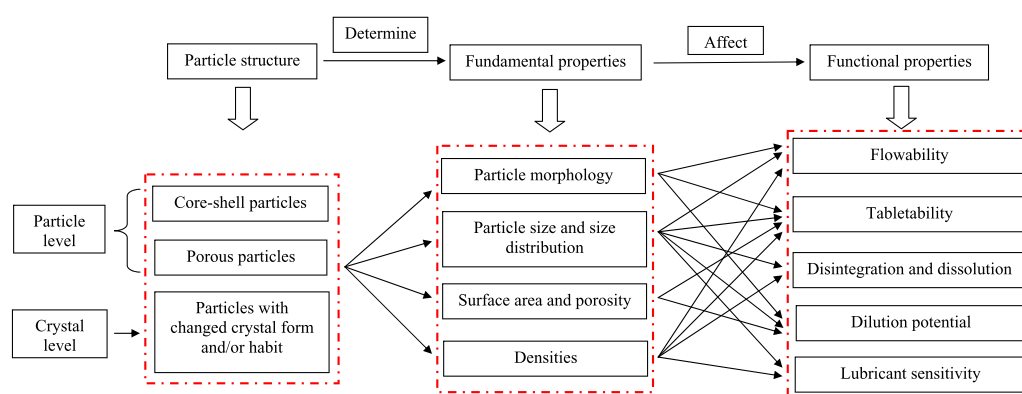 Determine
Affect
Particle structure
Fundamental properties
Functional properties
Particle
level
Crystal
level
Core-shell particles
Porous particles
Particles with
changed crystal form
and/or habit
Particle morphology
Particle size and size
distribution
Surface area and porosity
Densities
Flowability
Tabletability
Disintegration and dissolution
Dilution potential
Lubricant sensitivity